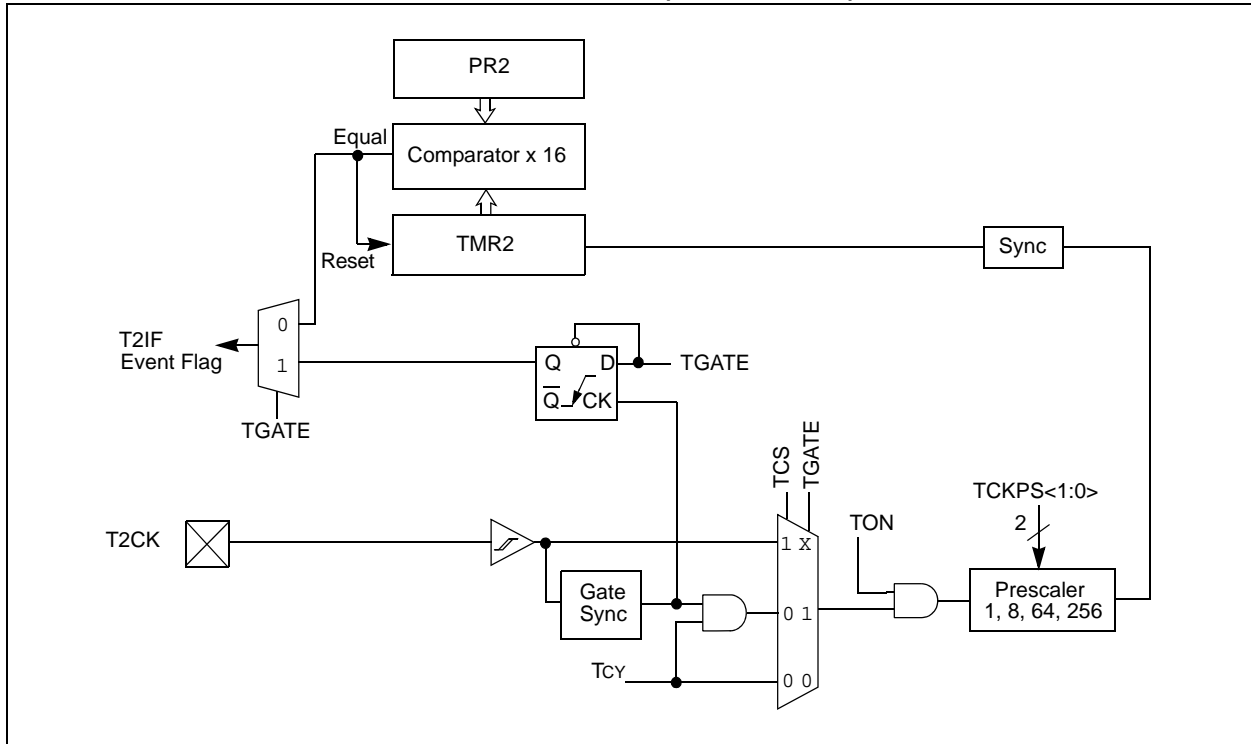 PR2
Equal
Comparator x 16
TMR2
Reset
Sync
0
T2IF
Event Flag
1
Q
D
TGATE
Q
CK
TGATE
TCS
TGATE
TCKPS<1:0>
2
TON
T2CK
1 X
Gate
Sync
Prescaler
1, 8, 64, 256
0 1
TCY
0 0